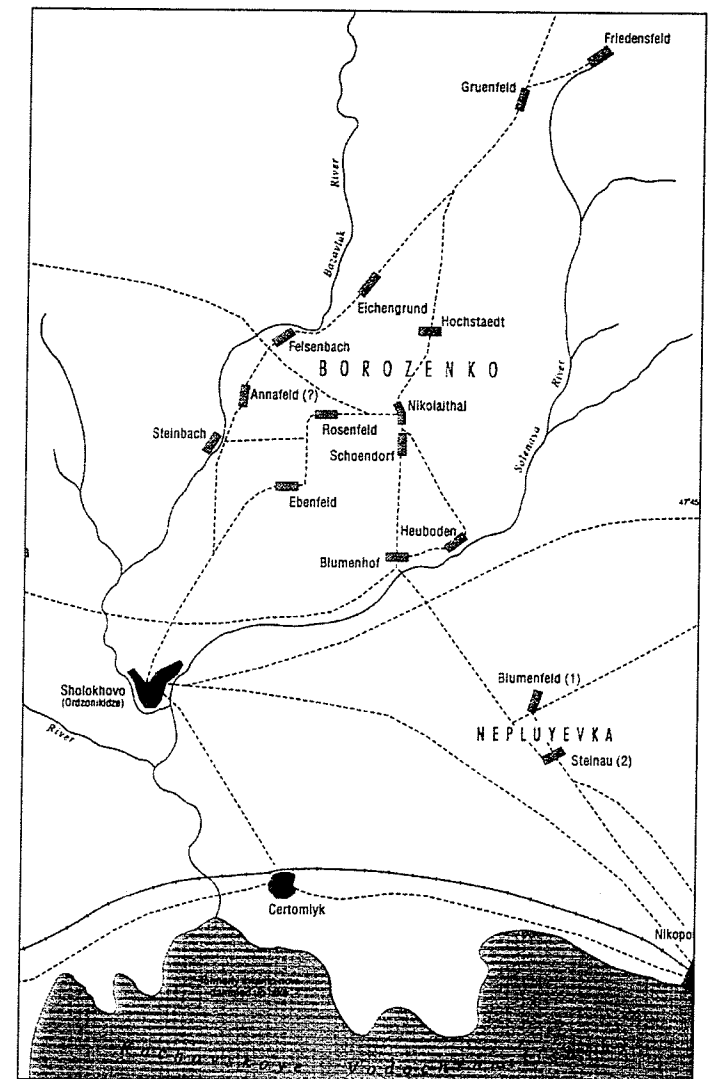 Friedensfeld
Gruenfeld
River
Bazavluk
Eichengrund
Hochstaedt
Felsenbach
BOROZENKO
River
Annafeld (?)
Nikolaithal
Rosenfeld
Steinbach
Schoendorf
Solenaya
Ebenfeld
47°45
Heuboden
Blumenhof
Sholokhovo
(Ordzonikidze)
Blumenfeld (1)
River
NEPLUYEVKA
Steinau (2)
Certomlyk
Nikopo